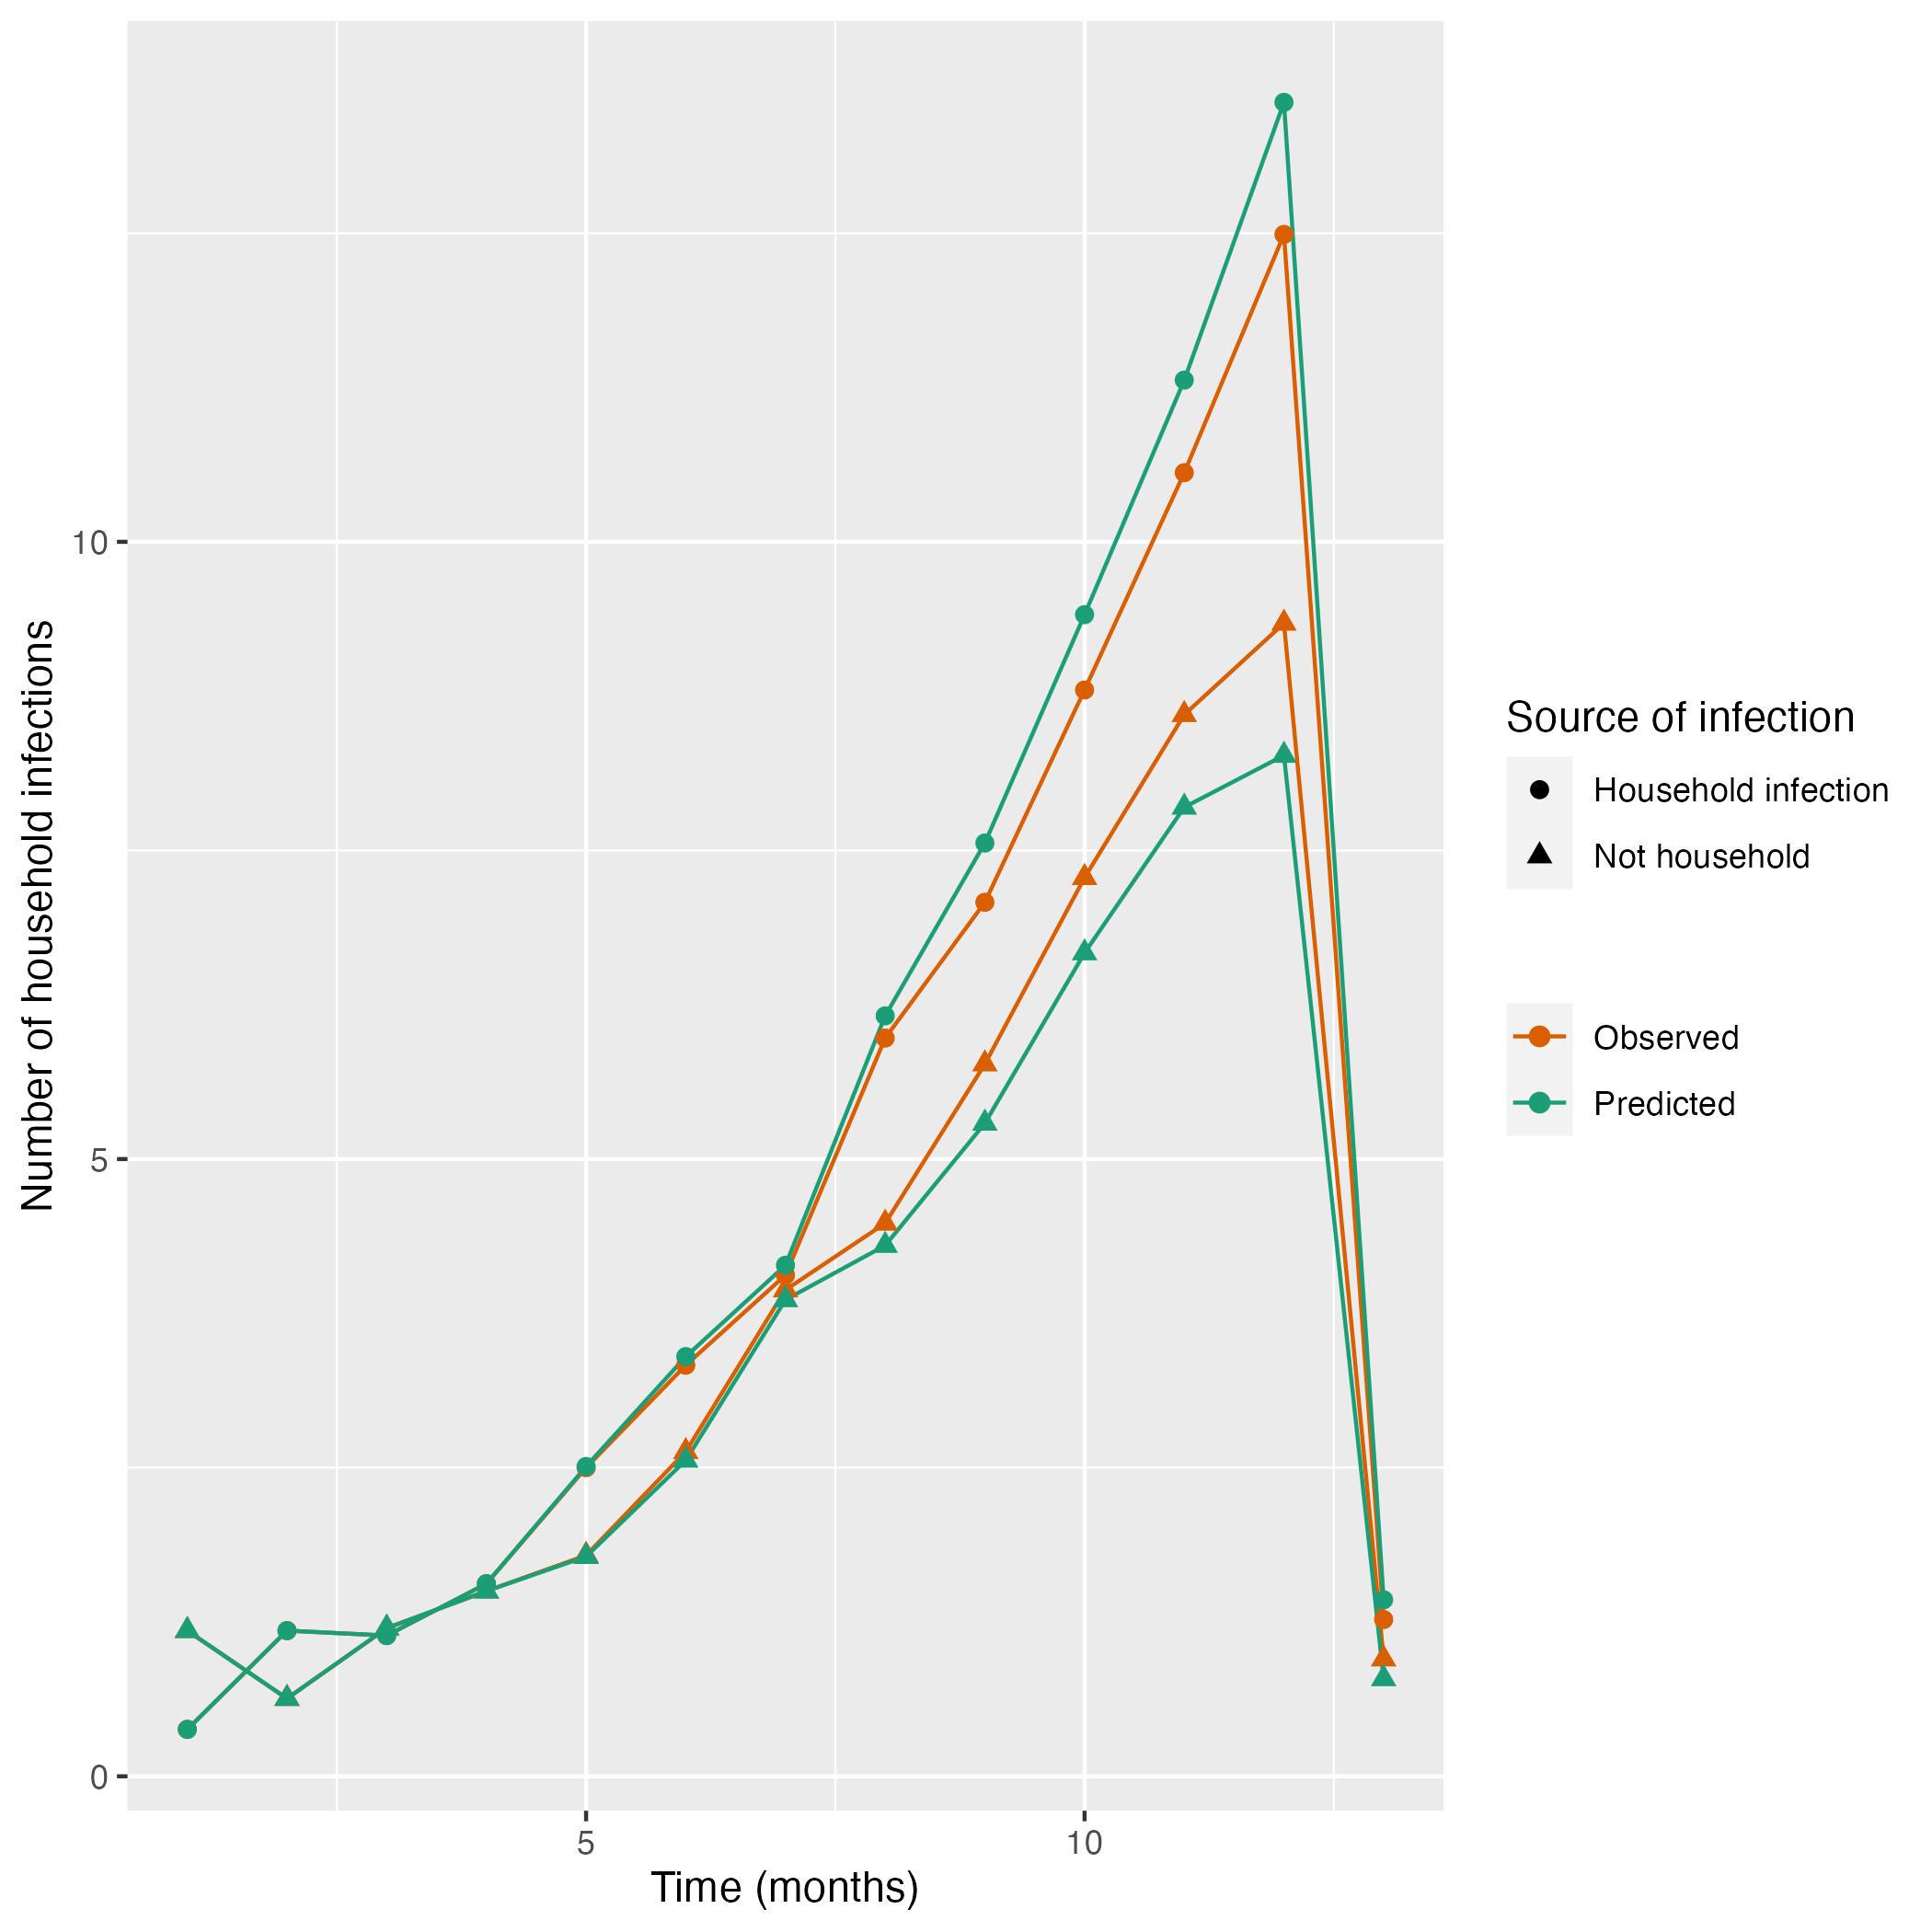 Number of household infections
10
5
0
5
10
Time (months)
Source of infection
Household infection
Not household
Observed
Predicted